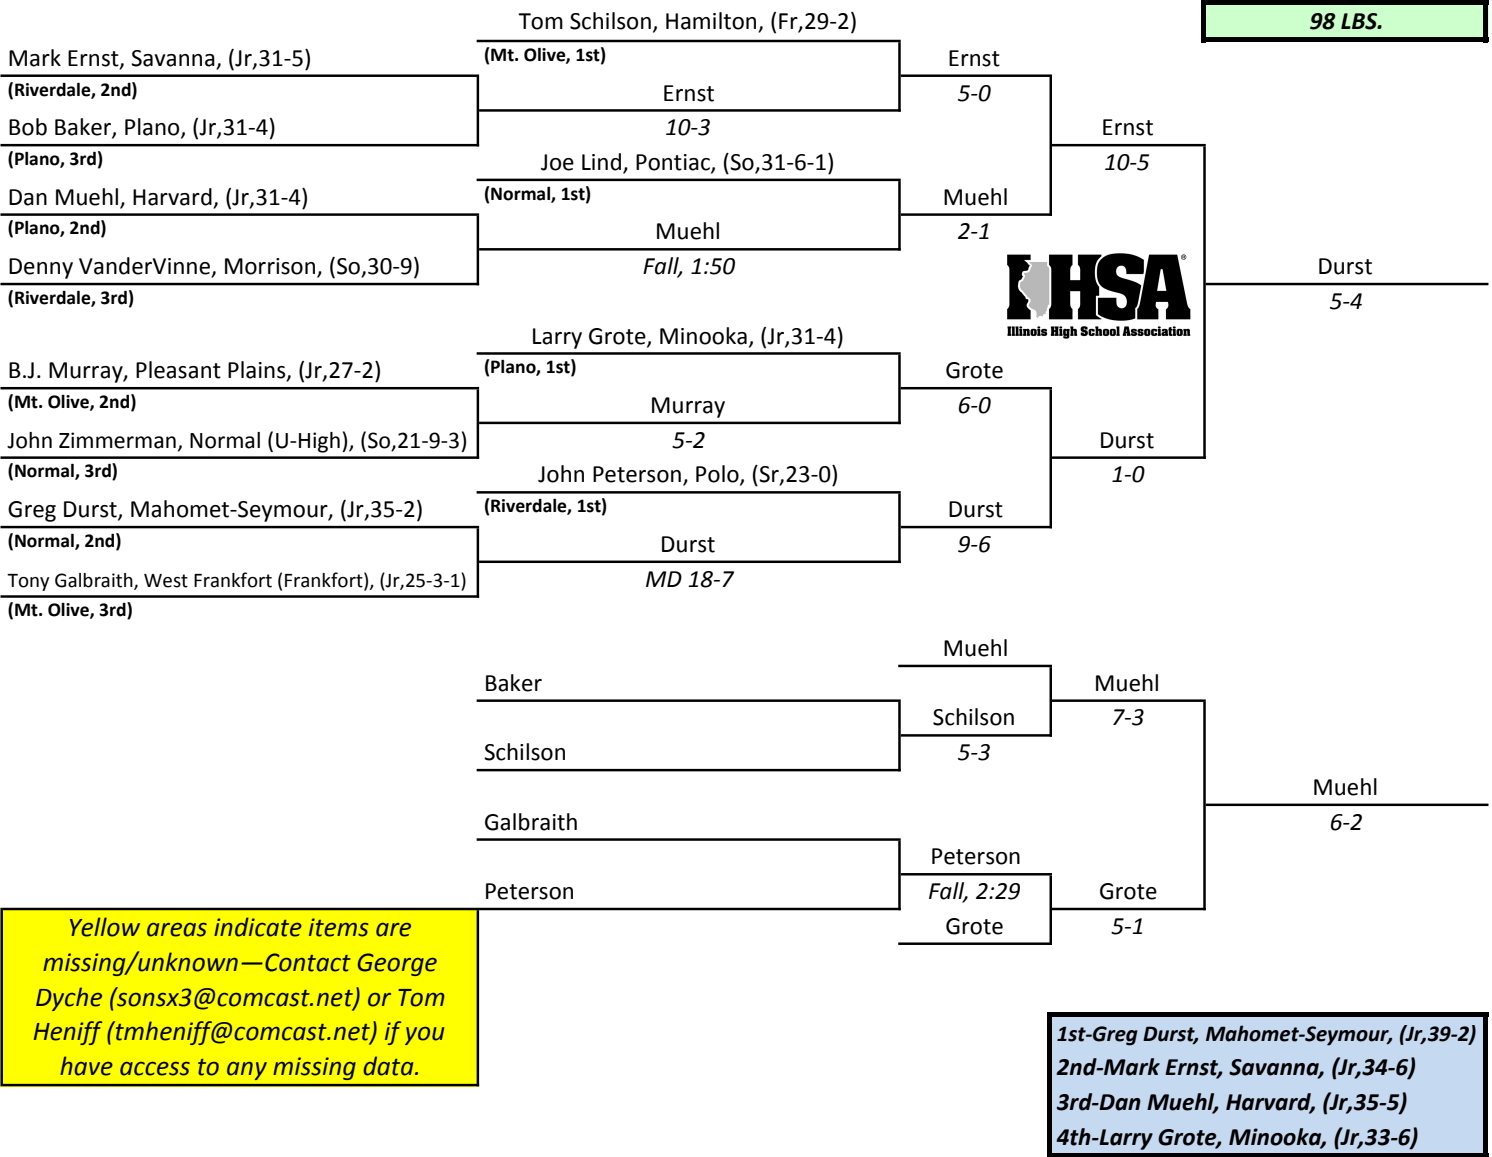 Tom Schilson, Hamilton, (Fr,29-2)
98 LBS.
Mark Ernst, Savanna, (Jr,31-5)
(Mt. Olive, 1st)
Ernst
(Riverdale, 2nd)
Ernst
5-0
Bob Baker, Plano, (Jr,31-4)
10-3
Ernst
(Plano, 3rd)
Joe Lind, Pontiac, (So,31-6-1)
10-5
Dan Muehl, Harvard, (Jr,31-4)
(Normal, 1st)
Muehl
(Plano, 2nd)
Muehl
2-1
Denny VanderVinne, Morrison, (So,30-9)
Fall, 1:50
IHSA®
Durst
(Riverdale, 3rd)
5-4
Illinois High School Association
Larry Grote, Minooka, (Jr,31-4)
B.J. Murray, Pleasant Plains, (Jr,27-2)
(Plano, 1st)
Grote
(Mt. Olive, 2nd)
Murray
6-0
John Zimmerman, Normal (U-High), (So,21-9-3)
5-2
Durst
(Normal, 3rd)
John Peterson, Polo, (Sr,23-0)
1-0
Greg Durst, Mahomet-Seymour, (Jr,35-2)
(Riverdale, 1st)
Durst
(Normal, 2nd)
Durst
9-6
Tony Galbraith, West Frankfort (Frankfort), (Jr,25-3-1)
MD 18-7
(Mt. Olive, 3rd)
Muehl
Baker
Muehl
Schilson
7-3
Schilson
5-3
Muehl
Galbraith
6-2
Peterson
Peterson
Fall, 2:29
Grote
Grote
5-1
Yellow areas indicate items are
missing/unknown—Contact George
Dyche (sonsx3@comcast.net) or Tom
Heniff (tmheniff@comcast.net) if you
have access to any missing data.
1st-Greg Durst, Mahomet-Seymour, (Jr,39-2)
2nd-Mark Ernst, Savanna, (Jr,34-6)
3rd-Dan Muehl, Harvard, (Jr,35-5)
4th-Larry Grote, Minooka, (Jr,33-6)